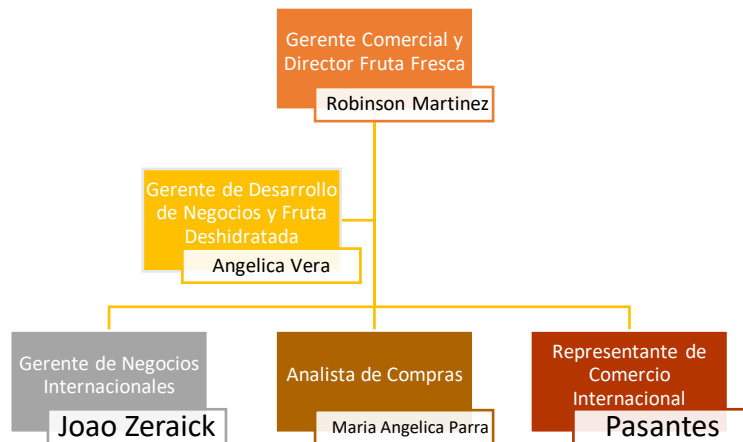 Gerente Comercial y
Director Fruta Fresca
Robinson Martinez
Gerente de Desarrollo
de Negocios y Fruta
Deshidratada
Angelica Vera
Gerente de Negocios
Internacionales
Joao Zeraick
Analista de Compras
Maria Angelica Parra
Representante de
Comercio
Internacional
Pasantes